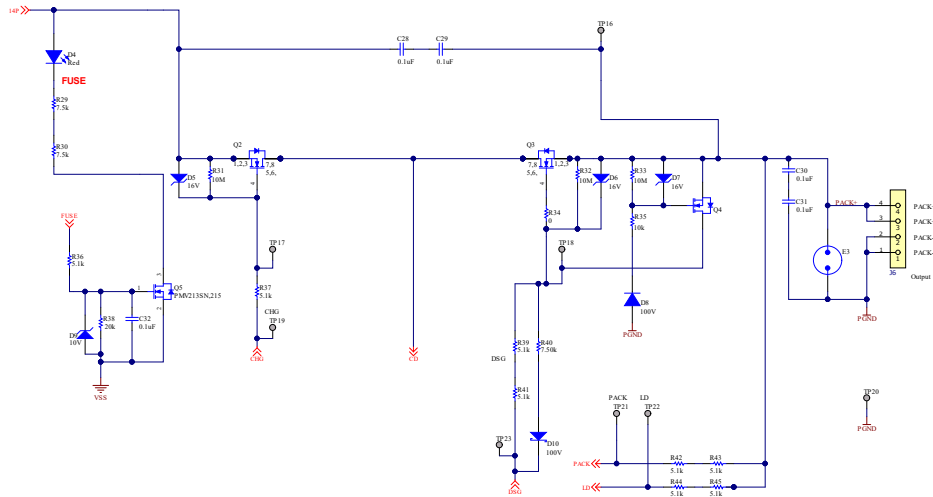 14P
TP16
C28
0.1uF
C29
0.1uF
D4
Red
FUSE
R29
7.5k
R30
7.5k
Q2
1,2,3
7,8
5,6,
4
D5
16V
R31
10M
Q3
7,8
5,6,
1,2,3
4
R32
10M
D6
16V
R33
10M
D7
16V
Q4
R34
0
R35
10k
C30
0.1uF
C31
0.1uF
PACK+
E3
4
3
2
1
4
3
2
1
PACK-
PACK-
PACK-
PACK-
J6
Output
FUSE
R36
5.1k
Q5
PMV213SN,215
3
1
2
D9
10V
R38
20k
C32
0.1uF
VSS
TP17
R37
5.1k
CHG
TP19
CHG
CD
TP18
D8
100V
PGND
PGND
R39
5.1k
R40
7.50k
DSG
R41
5.1k
TP23
D10
100V
DSG
PACK
TP21
LD
TP22
TP20
PGND
PACK
R42
5.1k
R43
5.1k
LD
R44
5.1k
R45
5.1k